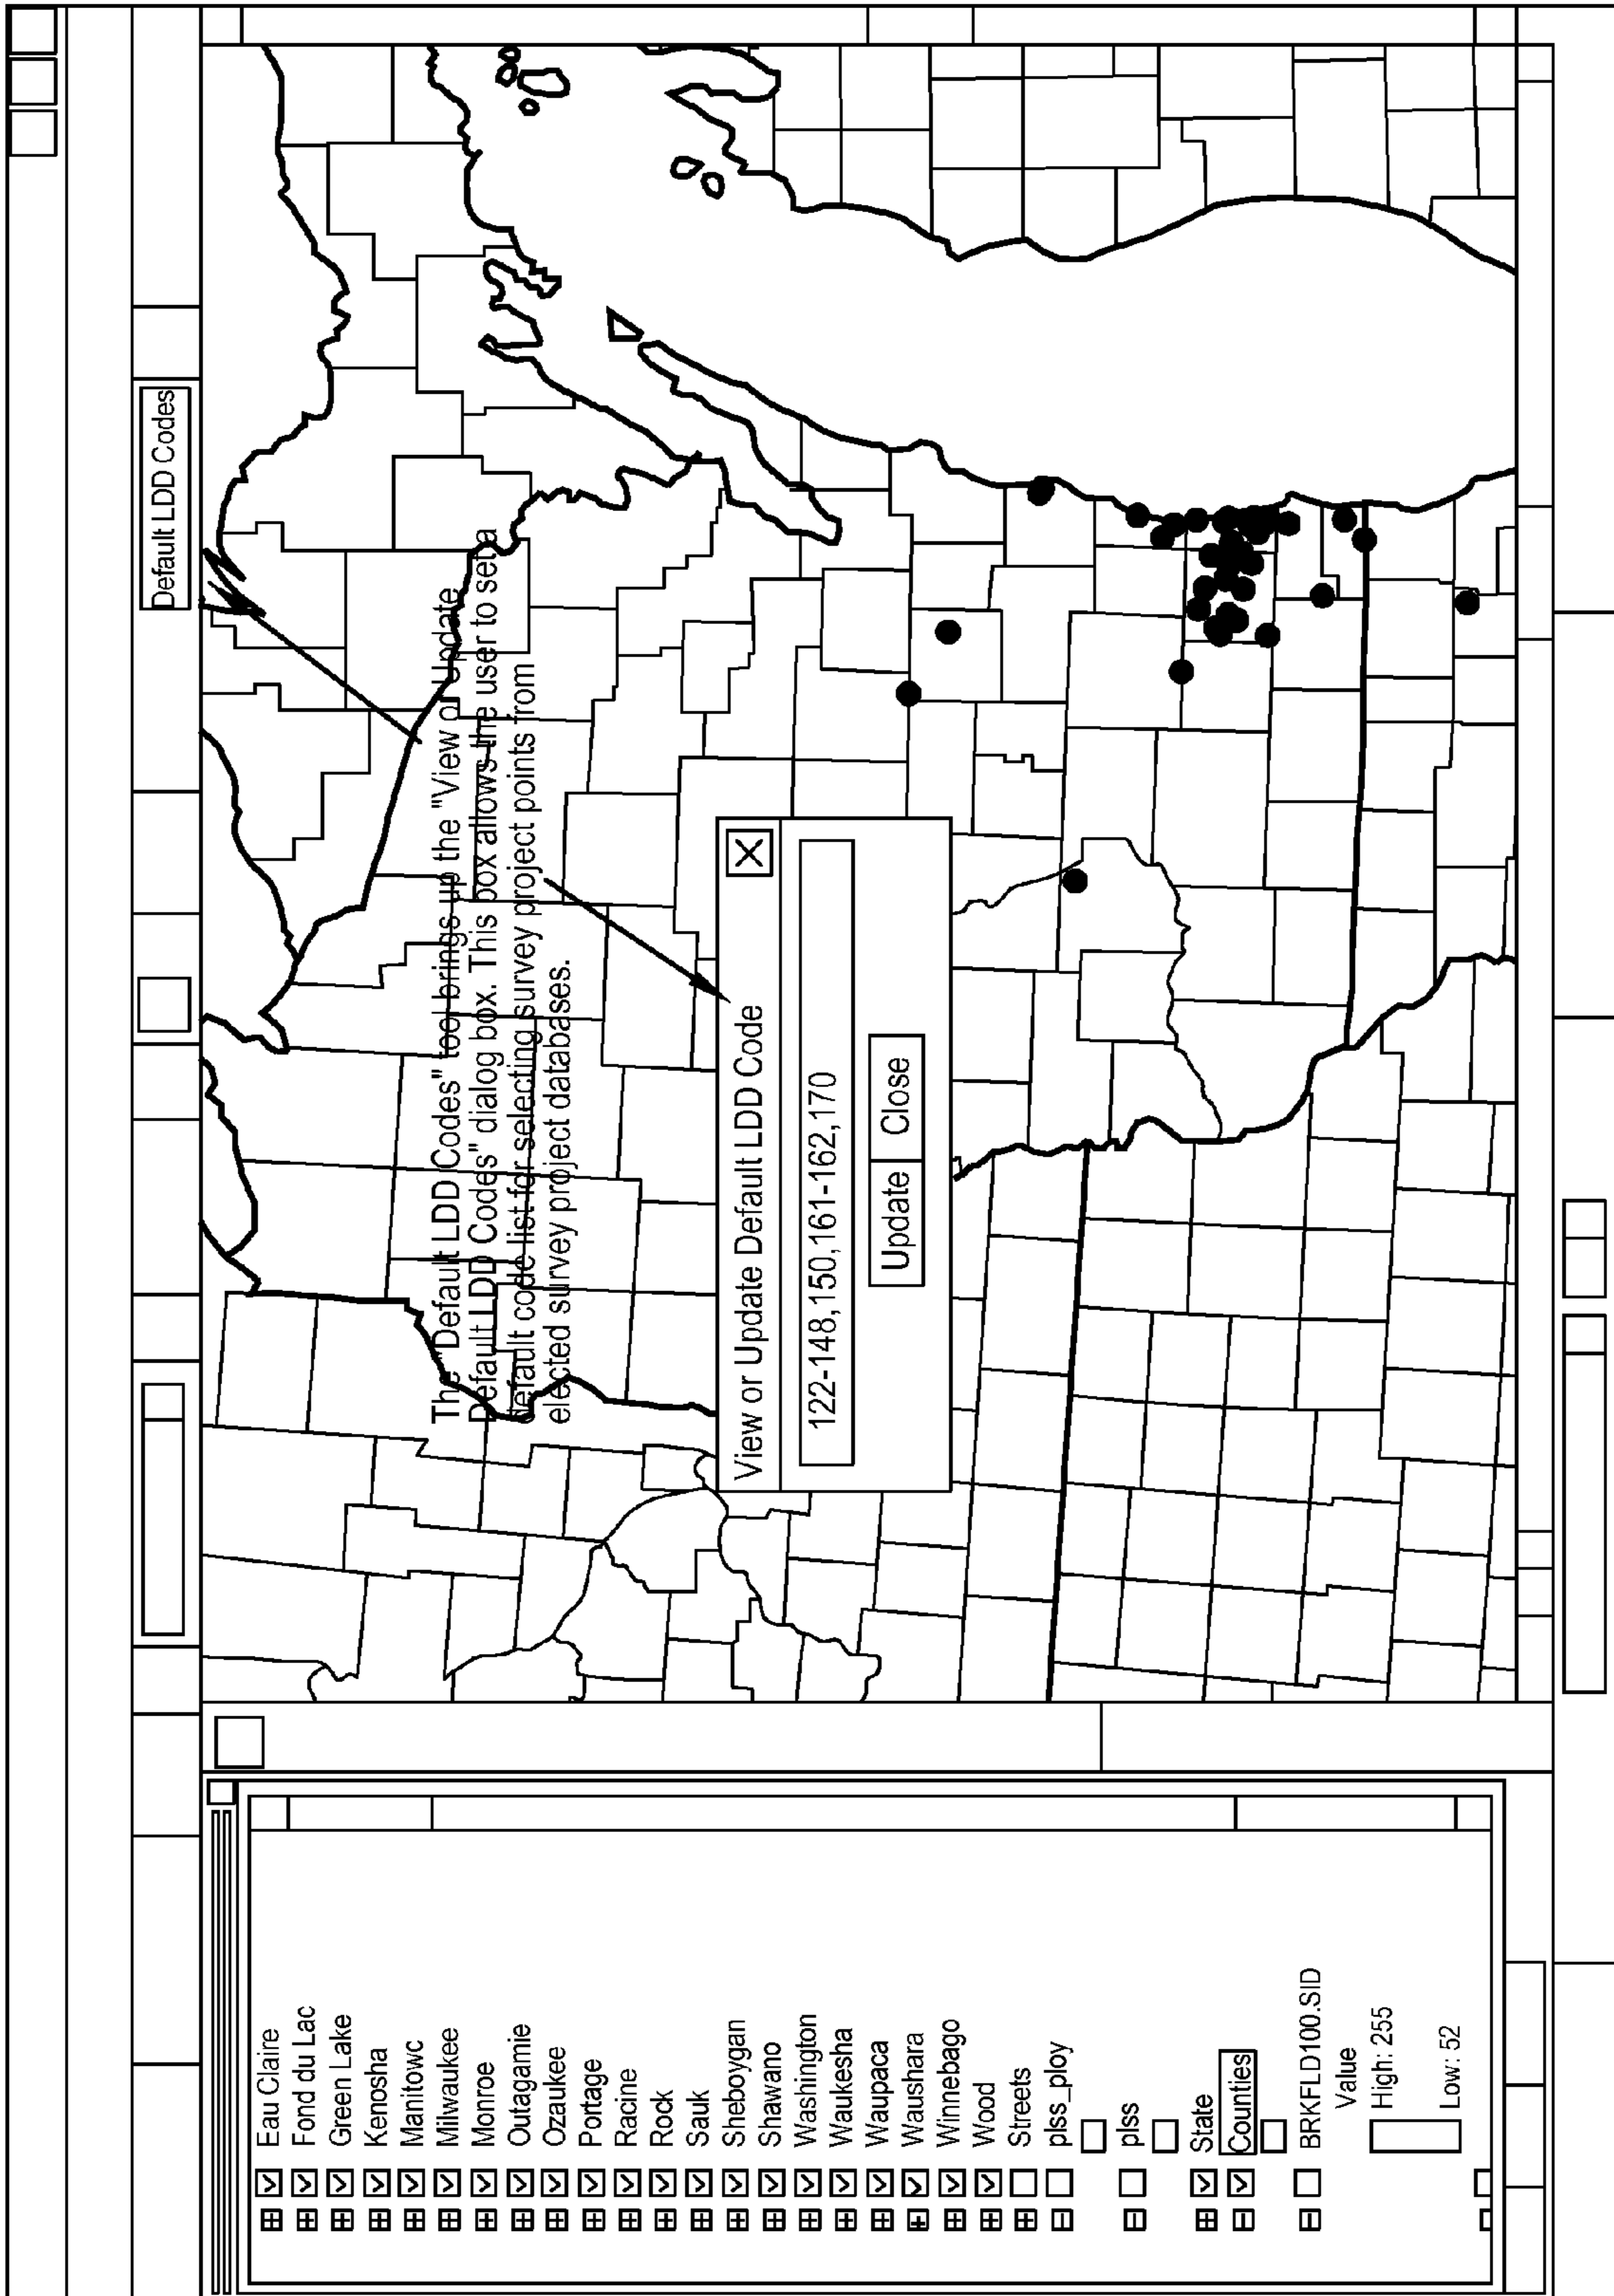 Default LDD Codes
The "Default LDD Codes" tool brings up the "View or Update
Default LDD Codes" dialog box. This box allows the user to set a
default code list for selecting survey project points from
elected survey project databases.
View or Update Default LDD Code
122-148,150,161-162,170
Update
Close
Eau Claire
Fond du Lac
Green Lake
Kenosha
Manitowc
Milwaukee
Monroe
Outagamie
Ozaukee
Portage
Racine
Rock
Sauk
Sheboygan
Shawano
Washington
Waukesha
Waupaca
Waushara
Winnebago
Wood
Streets
plss_ploy
plss
State
Counties
BRKFLD100.SID
Value
High: 255
Low: 52